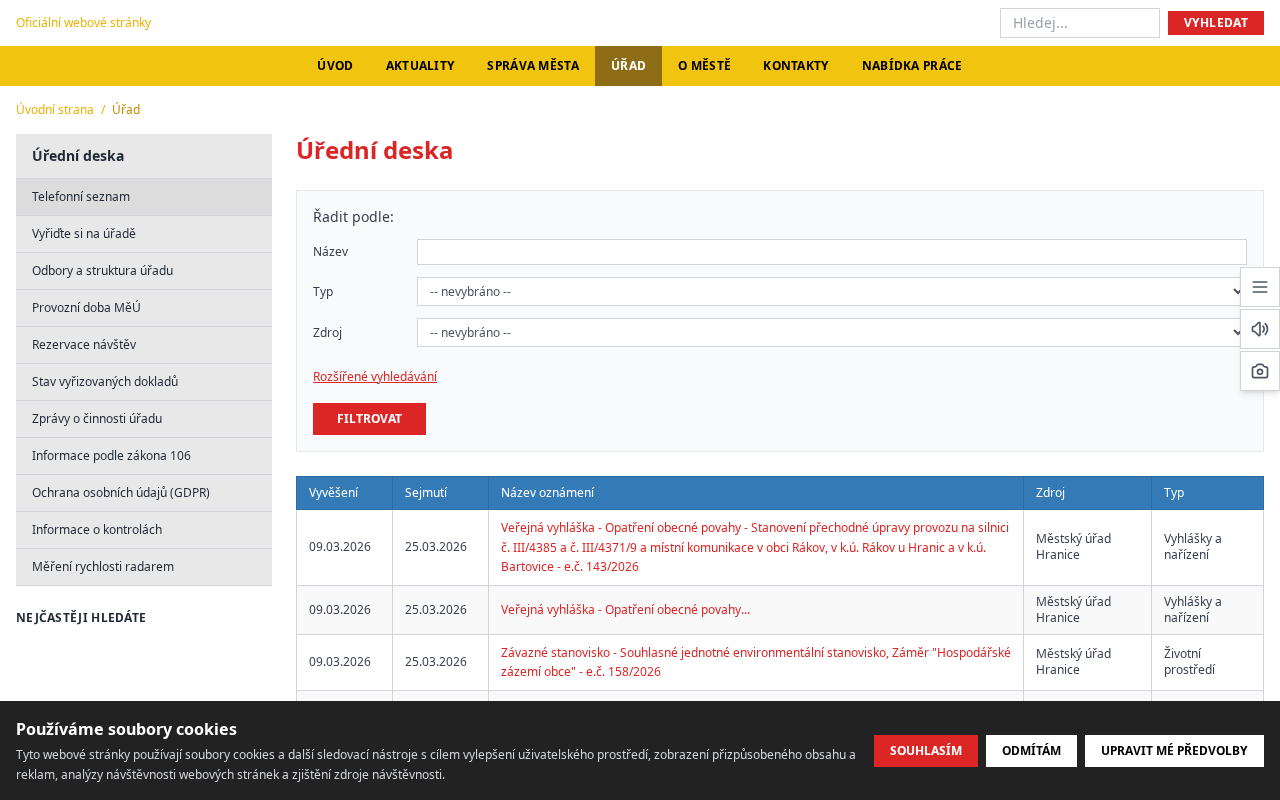 Oficiální webové stránky
Hledej...
VYHLEDAT
ÚVOD
AKTUALITY
SPRÁVA MĚSTA
ÚŘAD
O MĚSTĚ
KONTAKTY
NABÍDKA PRÁCE
Úvodní strana / Úřad
Úřední deska
Telefonní seznam
Vyřiďte si na úřadě
Odbory a struktura úřadu
Provozní doba MěÚ
Rezervace návštěv
Stav vyřizovaných dokladů
Zprávy o činnosti úřadu
Informace podle zákona 106
Ochrana osobních údajů (GDPR)
Informace o kontrolách
Měření rychlosti radarem
NEJČASTĚJI HLEDÁTE
Úřední deska
Řadit podle:
Název
Typ
-- nevybráno --
Zdroj
-- nevybráno --
Rozšířené vyhledávání
FILTROVAT
Vyvěšení
Sejmutí
Název oznámení
Zdroj
Typ
09.03.2026
25.03.2026
Veřejná vyhláška - Opatření obecné povahy - Stanovení přechodné úpravy provozu na silnici
č. III/4385 a č. III/4371/9 a místní komunikace v obci Rákov, v k.ú. Rákov u Hranic a v k.ú.
Bartovice - e.č. 143/2026
Městský úřad
Hranice
Vyhlášky a
nařízení
09.03.2026
25.03.2026
Veřejná vyhláška - Opatření obecné povahy...
Městský úřad
Hranice
Vyhlášky a
nařízení
09.03.2026
25.03.2026
Závazné stanovisko - Souhlasné jednotné environmentální stanovisko, Záměr "Hospodářské
zázemí obce" - e.č. 158/2026
Městský úřad
Hranice
Životní
prostředí
Používáme soubory cookies
Tyto webové stránky používají soubory cookies a další sledovací nástroje s cílem vylepšení uživatelského prostředí, zobrazení přizpůsobeného obsahu a
reklam, analýzy návštěvnosti webových stránek a zjištění zdroje návštěvnosti.
SOUHLASÍM
ODMÍTÁM
UPRAVIT MÉ PŘEDVOLBY